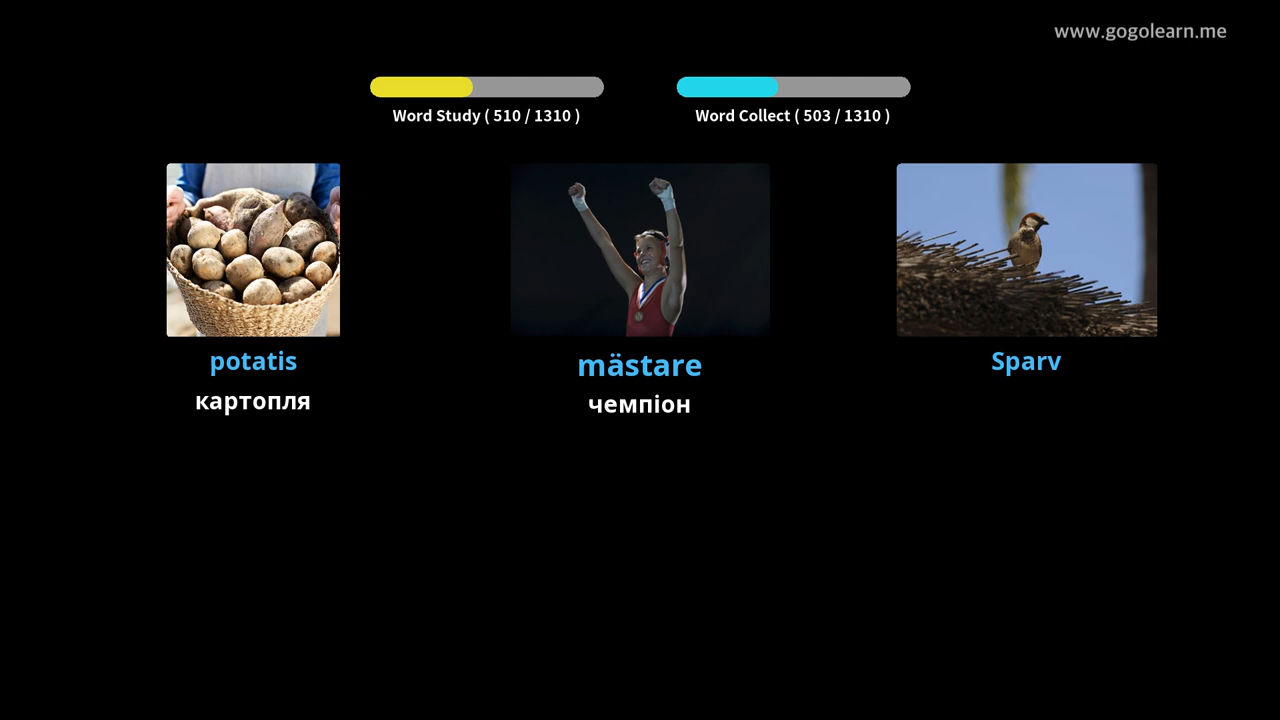 www.gogolearn.me
Word Study ( 510 / 1310 )
Word Collect ( 503 / 1310 )
potatis
картопля
mästare
чемпіон
Sparv